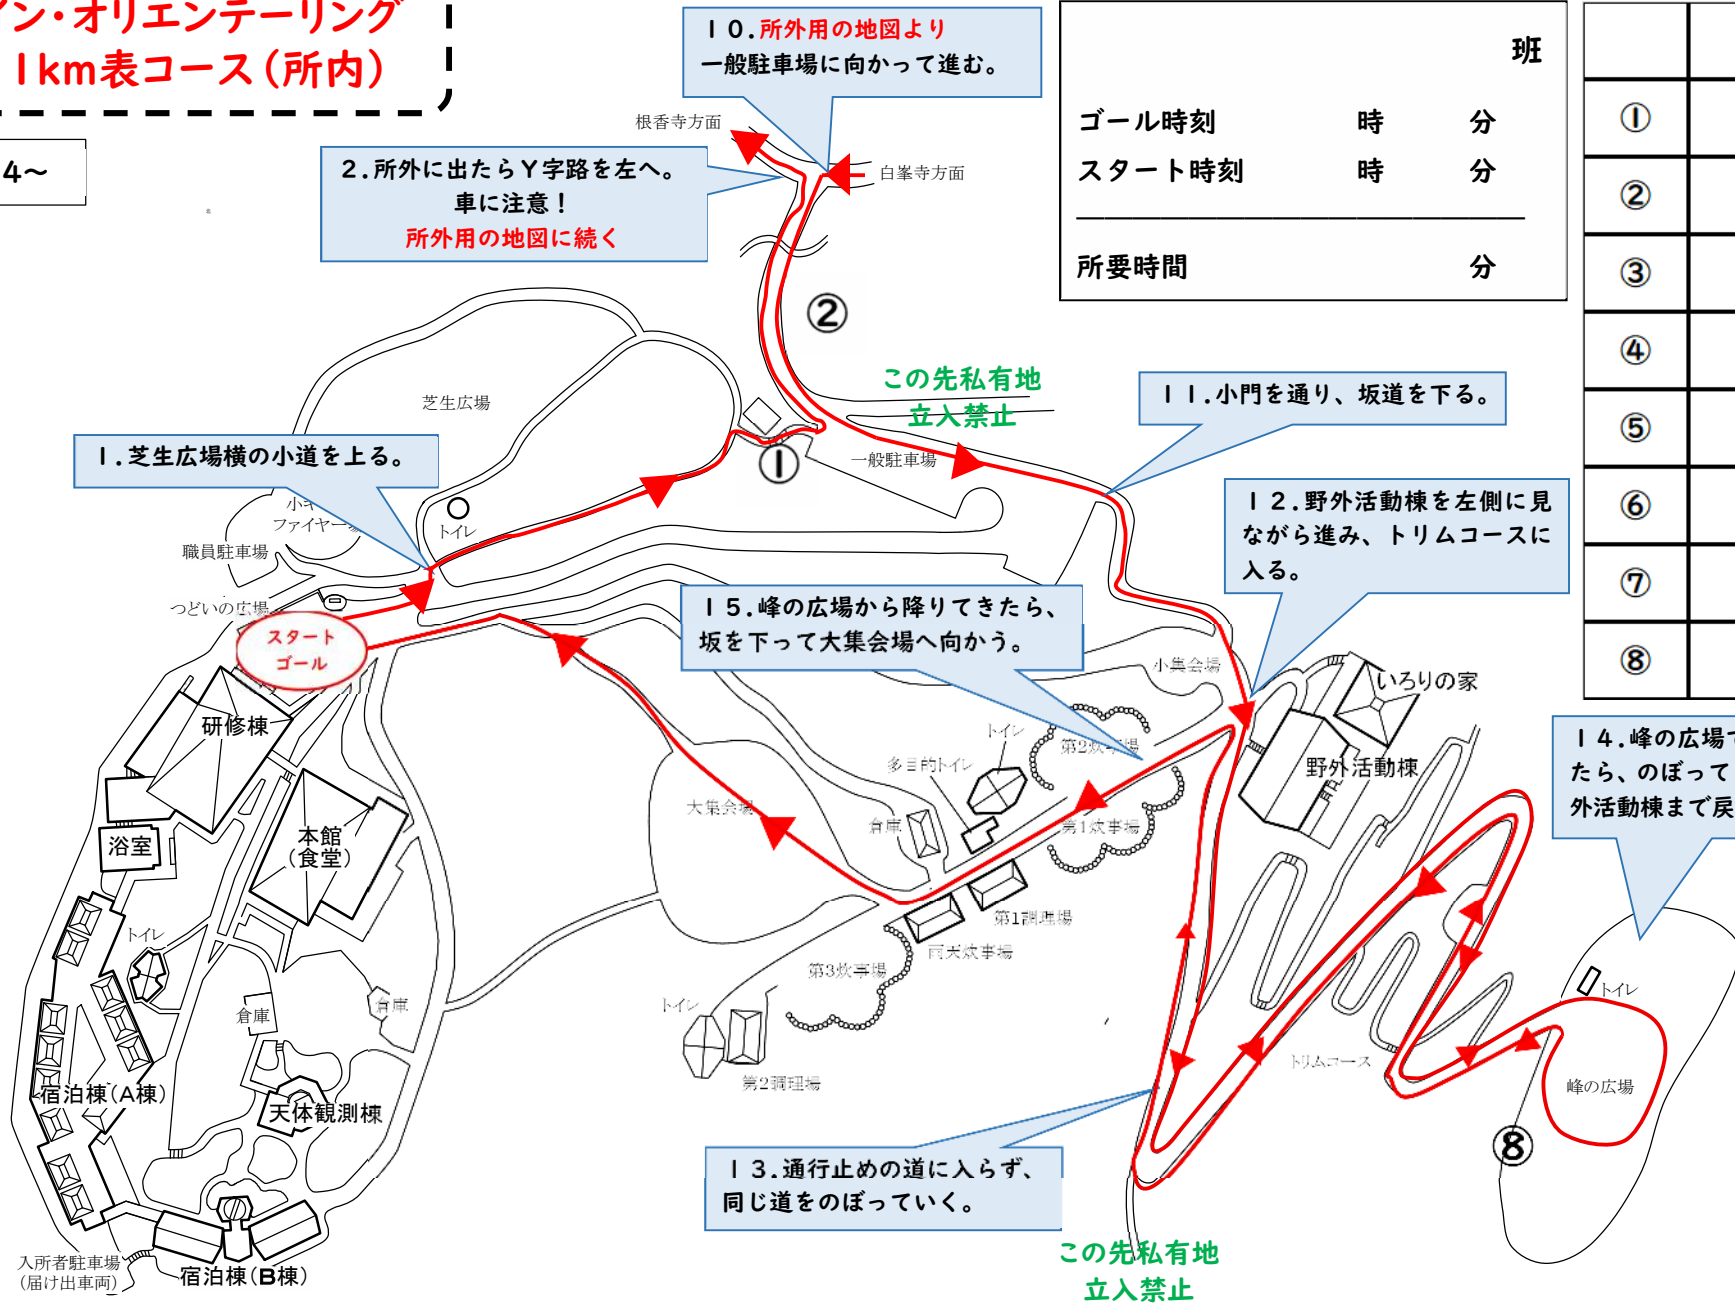 イン・オリエンテーリング
1km表コース(所内)
4～
10.所外用の地図より
一般駐車場に向かって進む。
班
ゴール時刻 時 分
スタート時刻 時 分
所要時間 分
①
②
③
④
⑤
⑥
⑦
⑧
根香寺方面
白峯寺方面
2.所外に出たらY字路を左へ。
車に注意！
所外用の地図に続く
②
この先私有地
立入禁止
11.小門を通り、坂道を下る。
芝生広場
1.芝生広場横の小道を上る。
①
一般駐車場
12.野外活動棟を左側に見
ながら進み、トリムコースに
入る。
小キ
ファイヤー
トイレ
職員駐車場
つどいの広場
スタート
ゴール
15.峰の広場から降りてきたら、
坂を下って大集会場へ向かう。
小集会場
いろりの家
研修棟
トイレ
第2炊事場
多目的トイレ
野外活動棟
14.峰の広場
たら、のぼって
外活動棟まで戻
大集会場
倉庫
第1炊事場
浴室
本館
(食堂)
第1調理場
雨天炊事場
トイレ
第3炊事場
トイレ
倉庫
倉庫
トイレ
トリムコース
峰の広場
第2調理場
宿泊棟(A棟)
天体観測棟
⑧
13.通行止めの道に入らず、
同じ道をのぼっていく。
この先私有地
立入禁止
入所者駐車場
(届け出車両)
宿泊棟(B棟)